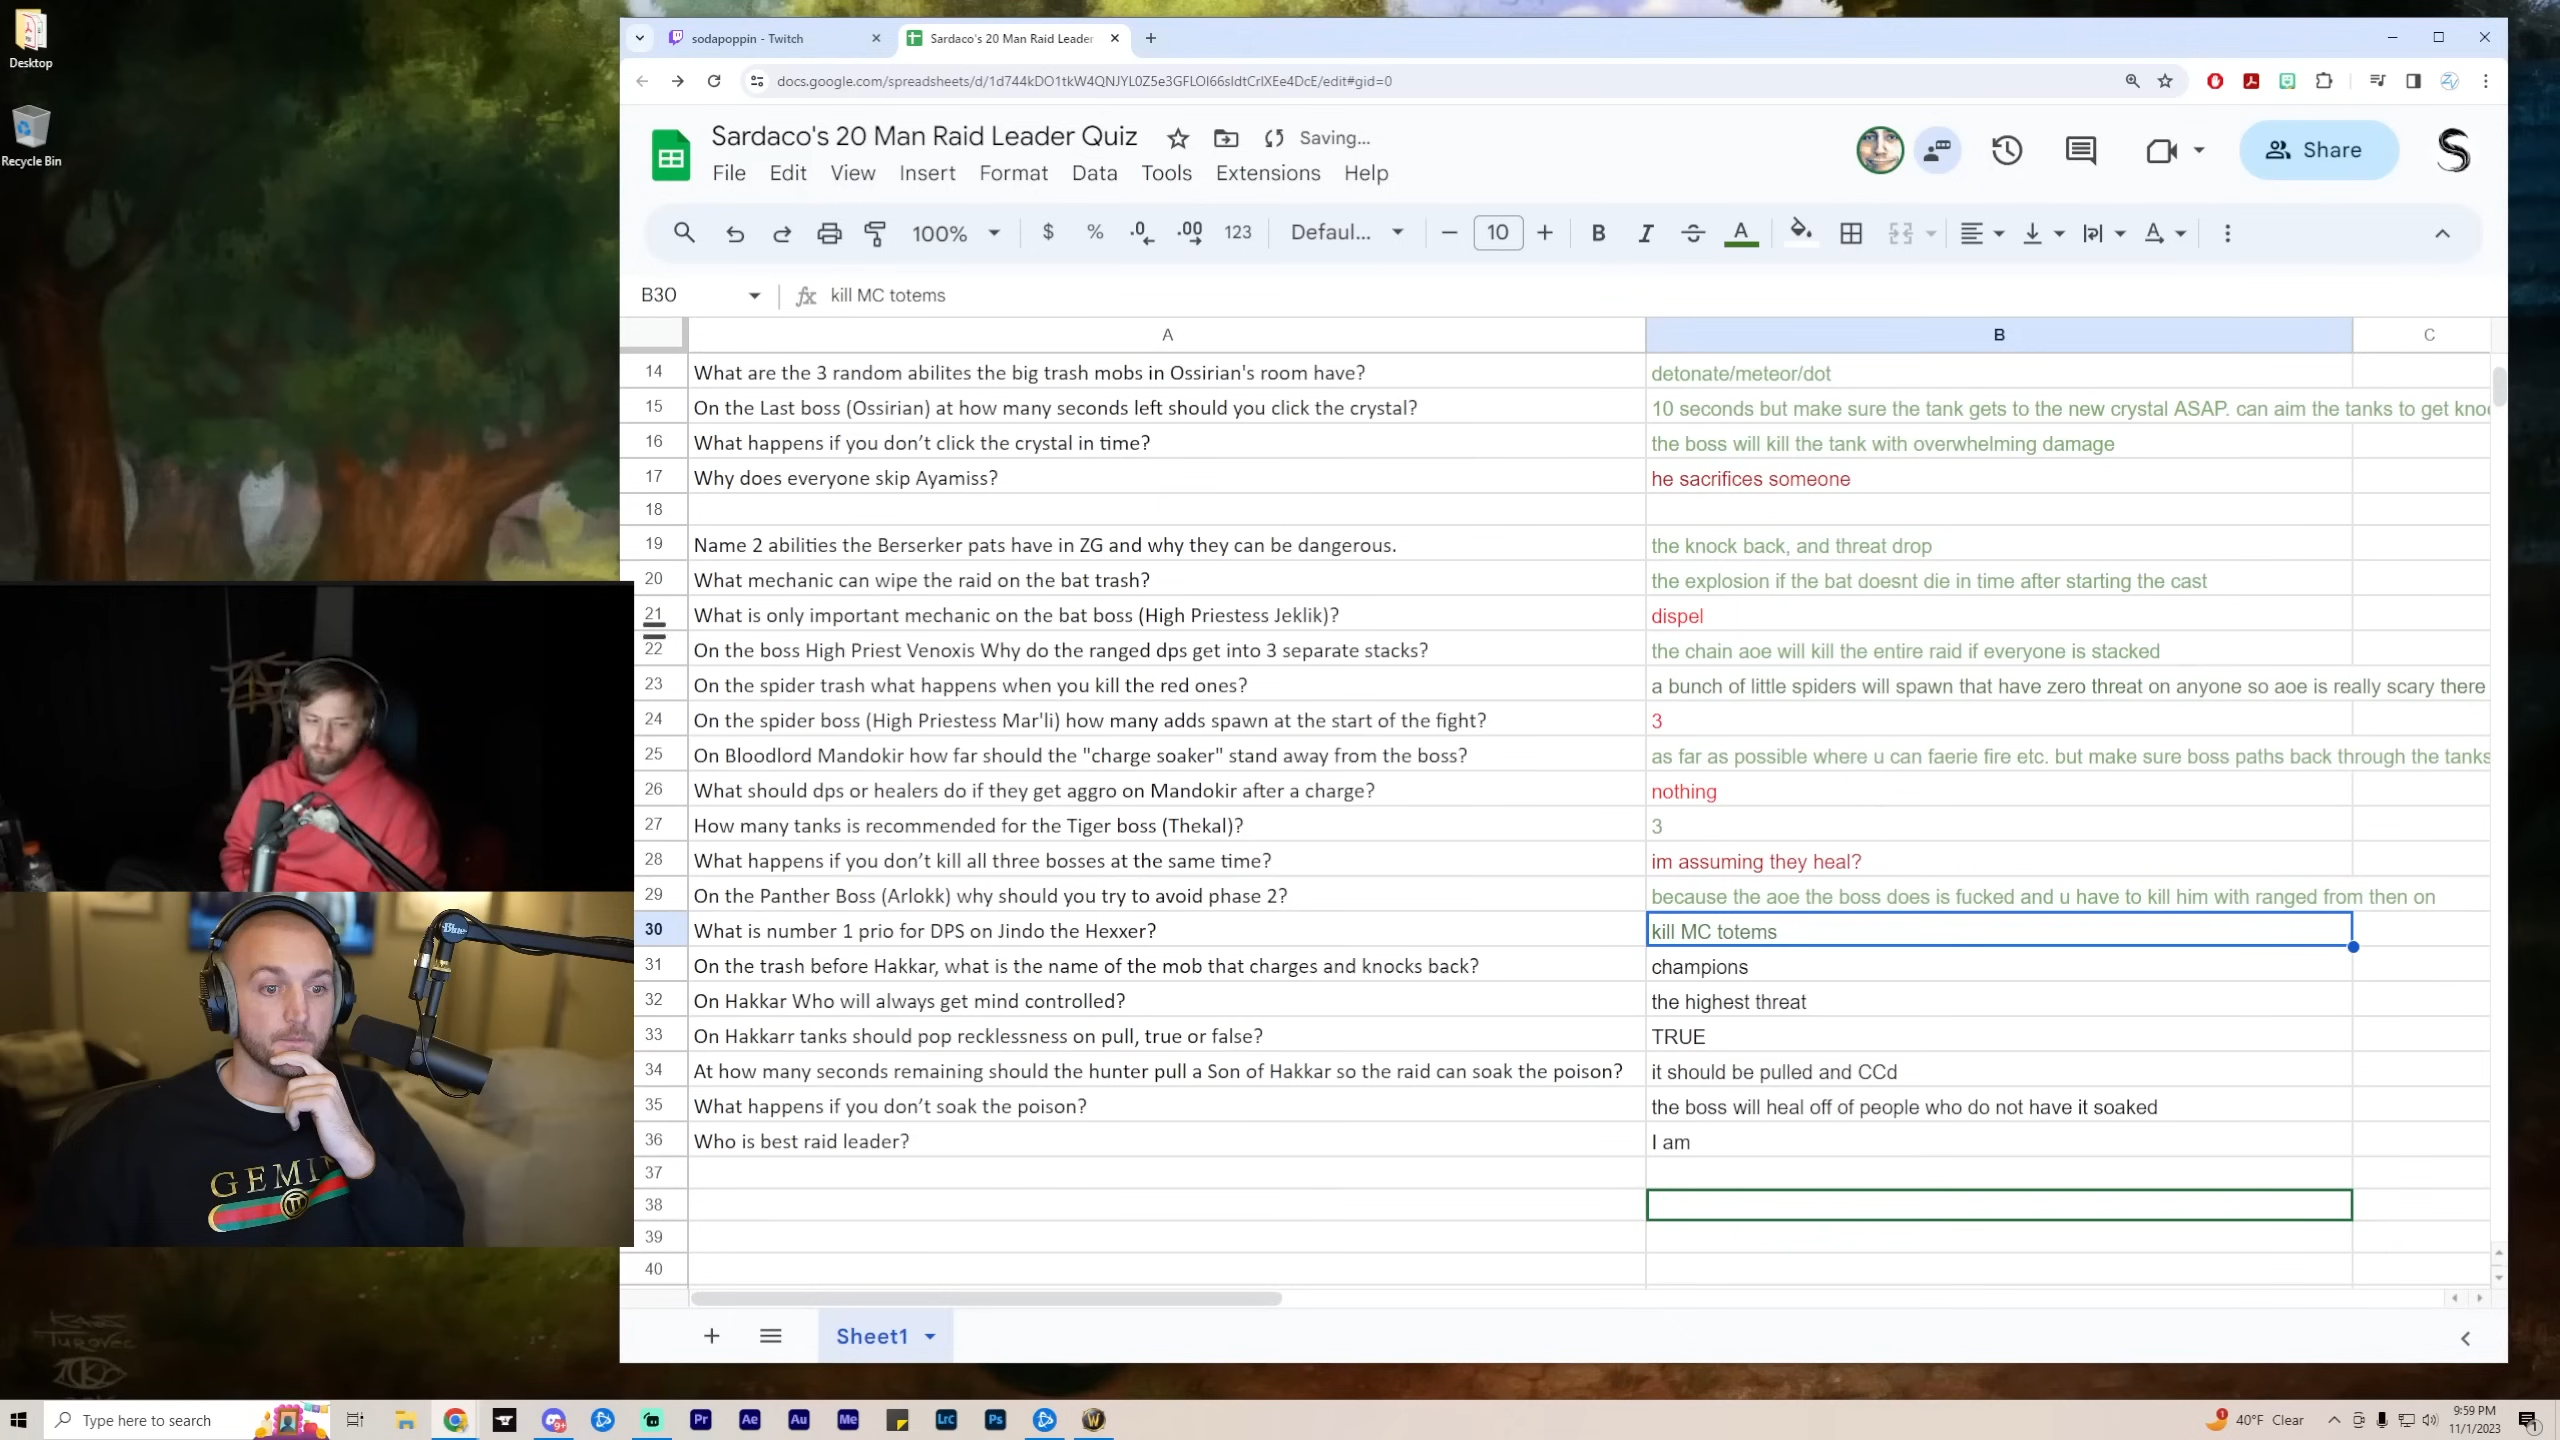 Desktop
Recycle Bin
sodapoppin - Twitch
Sardaco's 20 Man Raid Leader
docs.google.com/spreadsheets/d/1d744kDO1tkW4QNJYL0Z5e3GFLOI66sldtCrlXEe4DcE/edit#gid=0
Sardaco's 20 Man Raid Leader Quiz
Saving...
File Edit View Insert Format Data Tools Extensions Help
Share
100% $ % .0 .00 123 Defaul... 10 B I A
B30 fx kill MC totems
A B C
14 What are the 3 random abilites the big trash mobs in Ossirian's room have? detonate/meteor/dot
15 On the Last boss (Ossirian) at how many seconds left should you click the crystal? 10 seconds but make sure the tank gets to the new crystal ASAP. can aim the tanks to get kno
16 What happens if you don't click the crystal in time? the boss will kill the tank with overwhelming damage
17 Why does everyone skip Ayamiss? he sacrifices someone
18
19 Name 2 abilities the Berserker pats have in ZG and why they can be dangerous. the knock back, and threat drop
20 What mechanic can wipe the raid on the bat trash? the explosion if the bat doesnt die in time after starting the cast
21 What is only important mechanic on the bat boss (High Priestess Jeklik)? dispel
22 On the boss High Priest Venoxis Why do the ranged dps get into 3 separate stacks? the chain aoe will kill the entire raid if everyone is stacked
23 On the spider trash what happens when you kill the red ones? a bunch of little spiders will spawn that have zero threat on anyone so aoe is really scary there
24 On the spider boss (High Priestess Mar'li) how many adds spawn at the start of the fight? 3
25 On Bloodlord Mandokir how far should the "charge soaker" stand away from the boss? as far as possible where u can faerie fire etc. but make sure boss paths back through the tanks
26 What should dps or healers do if they get aggro on Mandokir after a charge? nothing
27 How many tanks is recommended for the Tiger boss (Thekal)? 3
28 What happens if you don't kill all three bosses at the same time? im assuming they heal?
29 On the Panther Boss (Arlokk) why should you try to avoid phase 2? because the aoe the boss does is fucked and u have to kill him with ranged from then on
30 What is number 1 prio for DPS on Jindo the Hexxer? kill MC totems
31 On the trash before Hakkar, what is the name of the mob that charges and knocks back? champions
32 On Hakkar Who will always get mind controlled? the highest threat
33 On Hakkarr tanks should pop recklessness on pull, true or false? TRUE
34 At how many seconds remaining should the hunter pull a Son of Hakkar so the raid can soak the poison? it should be pulled and CCd
35 What happens if you don't soak the poison? the boss will heal off of people who do not have it soaked
36 Who is best raid leader? I am
37
38
39
40
Sheet1
GEMIN
Blue
KAEZ
TUROVEC
Type here to search
Pr Ae Au Me LrC Ps
40°F Clear
9:59 PM
11/1/2023